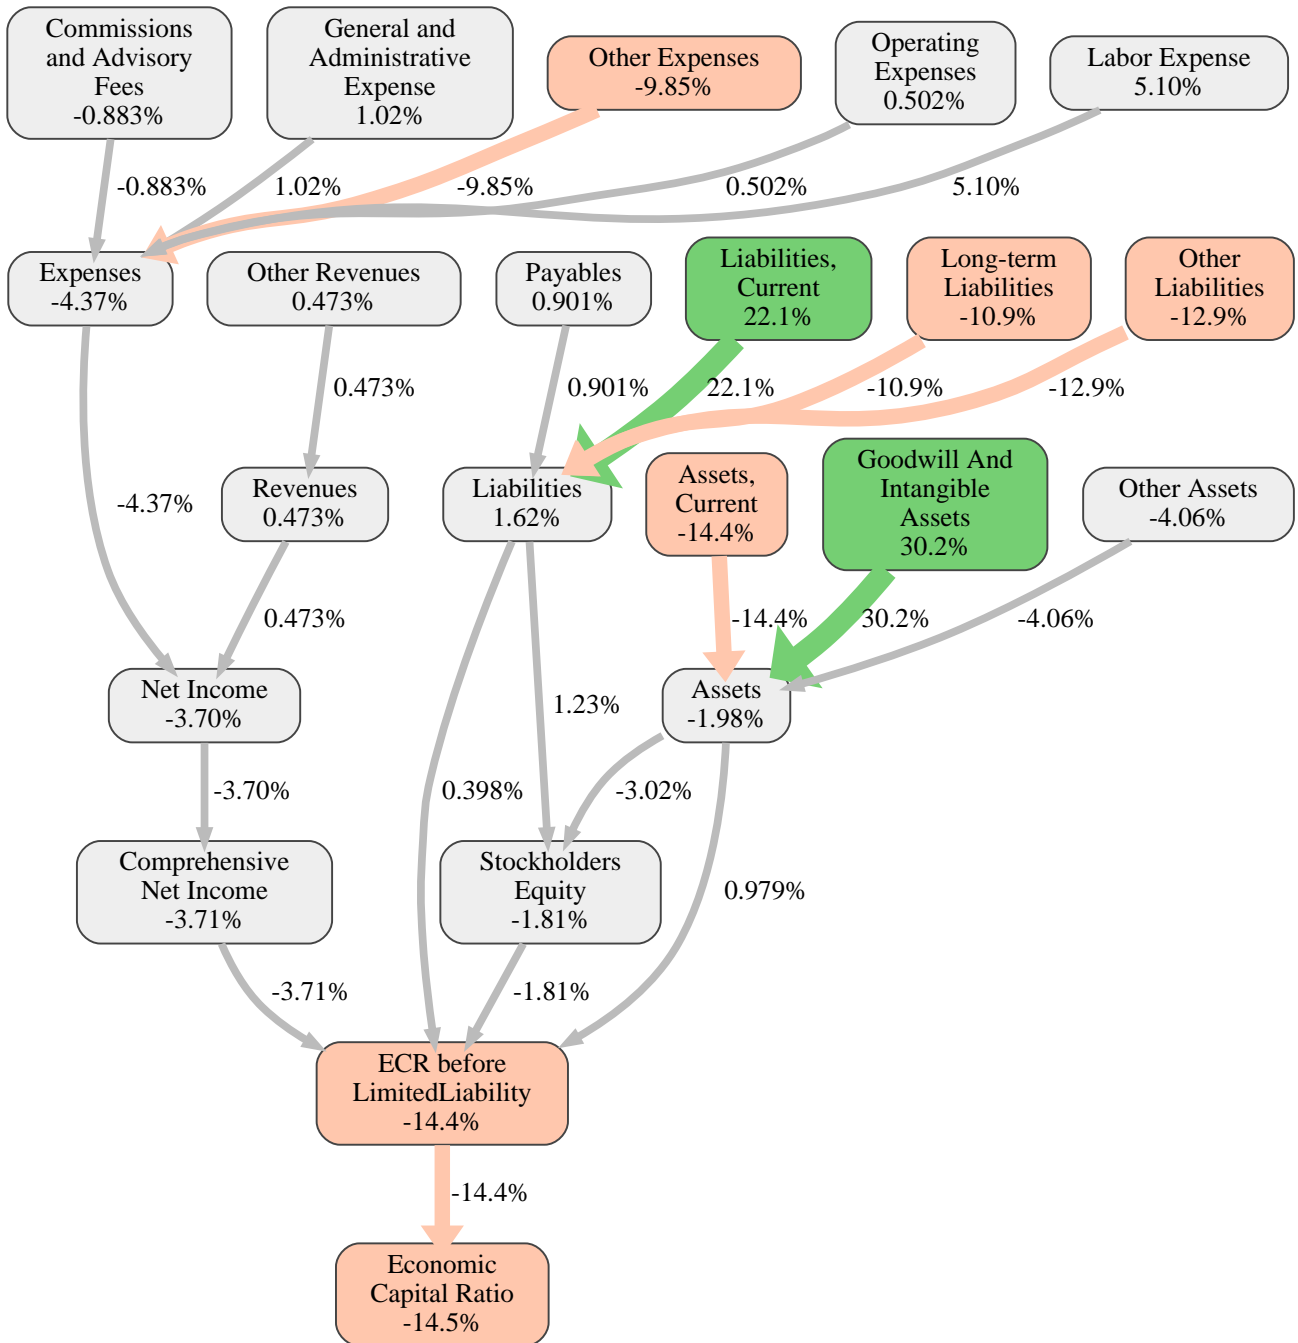 Commissions
and Advisory
Fees
-0.883%
General and
Administrative
Expense
1.02%
Other Expenses
-9.85%
Operating
Expenses
0.502%
Labor Expense
5.10%
-0.883%
1.02%
-9.85%
0.502%
5.10%
Expenses
-4.37%
Other Revenues
0.473%
Payables
0.901%
Liabilities,
Current
22.1%
Long-term
Liabilities
-10.9%
Other
Liabilities
-12.9%
0.473%
0.901%
22.1%
-10.9%
-12.9%
-4.37%
Revenues
0.473%
Liabilities
1.62%
Assets,
Current
-14.4%
Goodwill And
Intangible
Assets
30.2%
Other Assets
-4.06%
0.473%
-14.4%
30.2%
-4.06%
Net Income
-3.70%
1.23%
Assets
-1.98%
-3.70%
0.398%
-3.02%
0.979%
Comprehensive
Net Income
-3.71%
Stockholders
Equity
-1.81%
-3.71%
-1.81%
ECR before
LimitedLiability
-14.4%
-14.4%
Economic
Capital Ratio
-14.5%